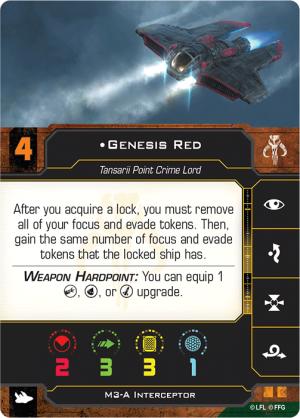 4
•Genesis Red
Tansarii Point Crime Lord
After you acquire a lock, you must remove
all of your focus and evade tokens. Then,
gain the same number of focus and evade
tokens that the locked ship has.
Weapon Hardpoint: You can equip 1
, , or upgrade.
2 3 3 1
M3-A Interceptor
©LFL ©FFG